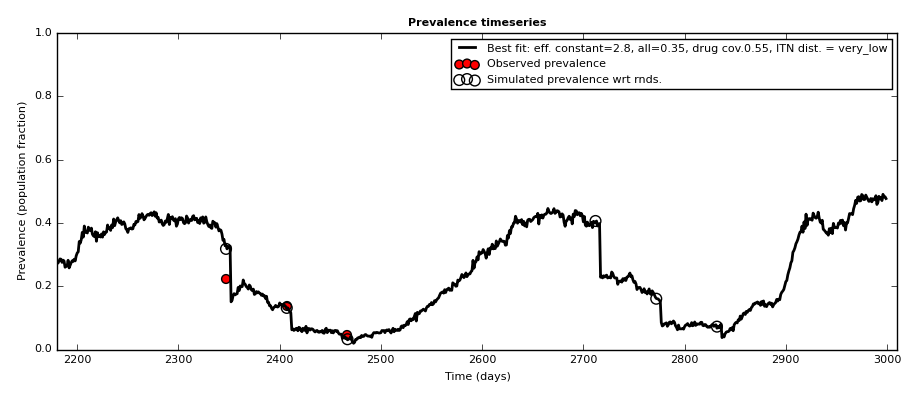 Prevalence timeseries
Best fit: eff. constant=2.8, all=0.35, drug cov.0.55, ITN dist. = very_low
Observed prevalence
Simulated prevalence wrt rnds.
Prevalence (population fraction)
1.0
0.8
0.6
0.4
0.2
0.0
2200 2300 2400 2500 2600 2700 2800 2900 3000
Time (days)